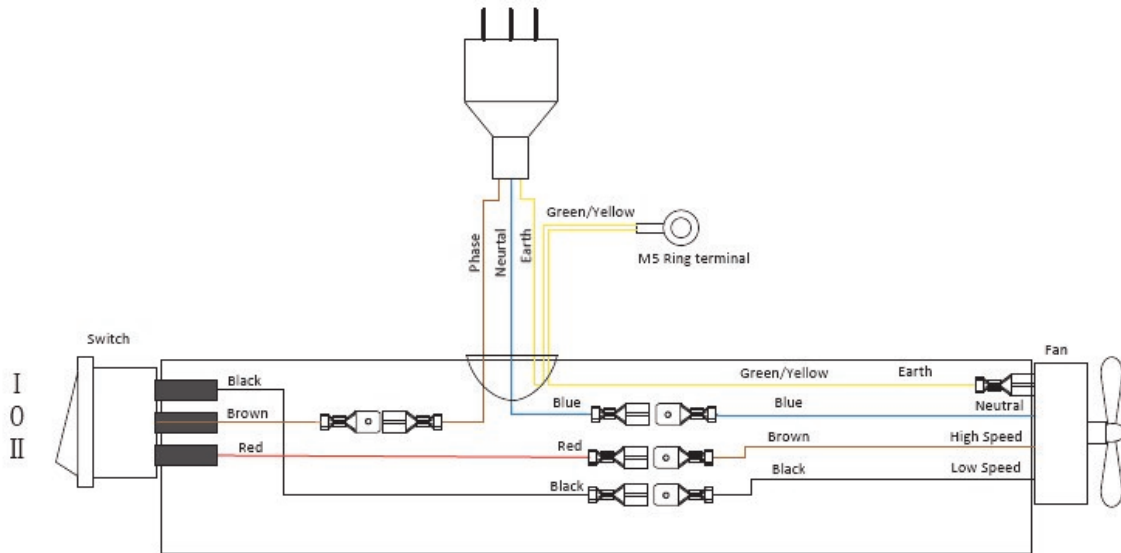 Green/Yellow
M5 Ring terminal
Phase
Neurtal
Earth
Switch
Fan
I
O
II
Black
Brown
Red
Green/Yellow
Earth
Blue
Blue
Neutral
Red
Brown
High Speed
Black
Black
Low Speed